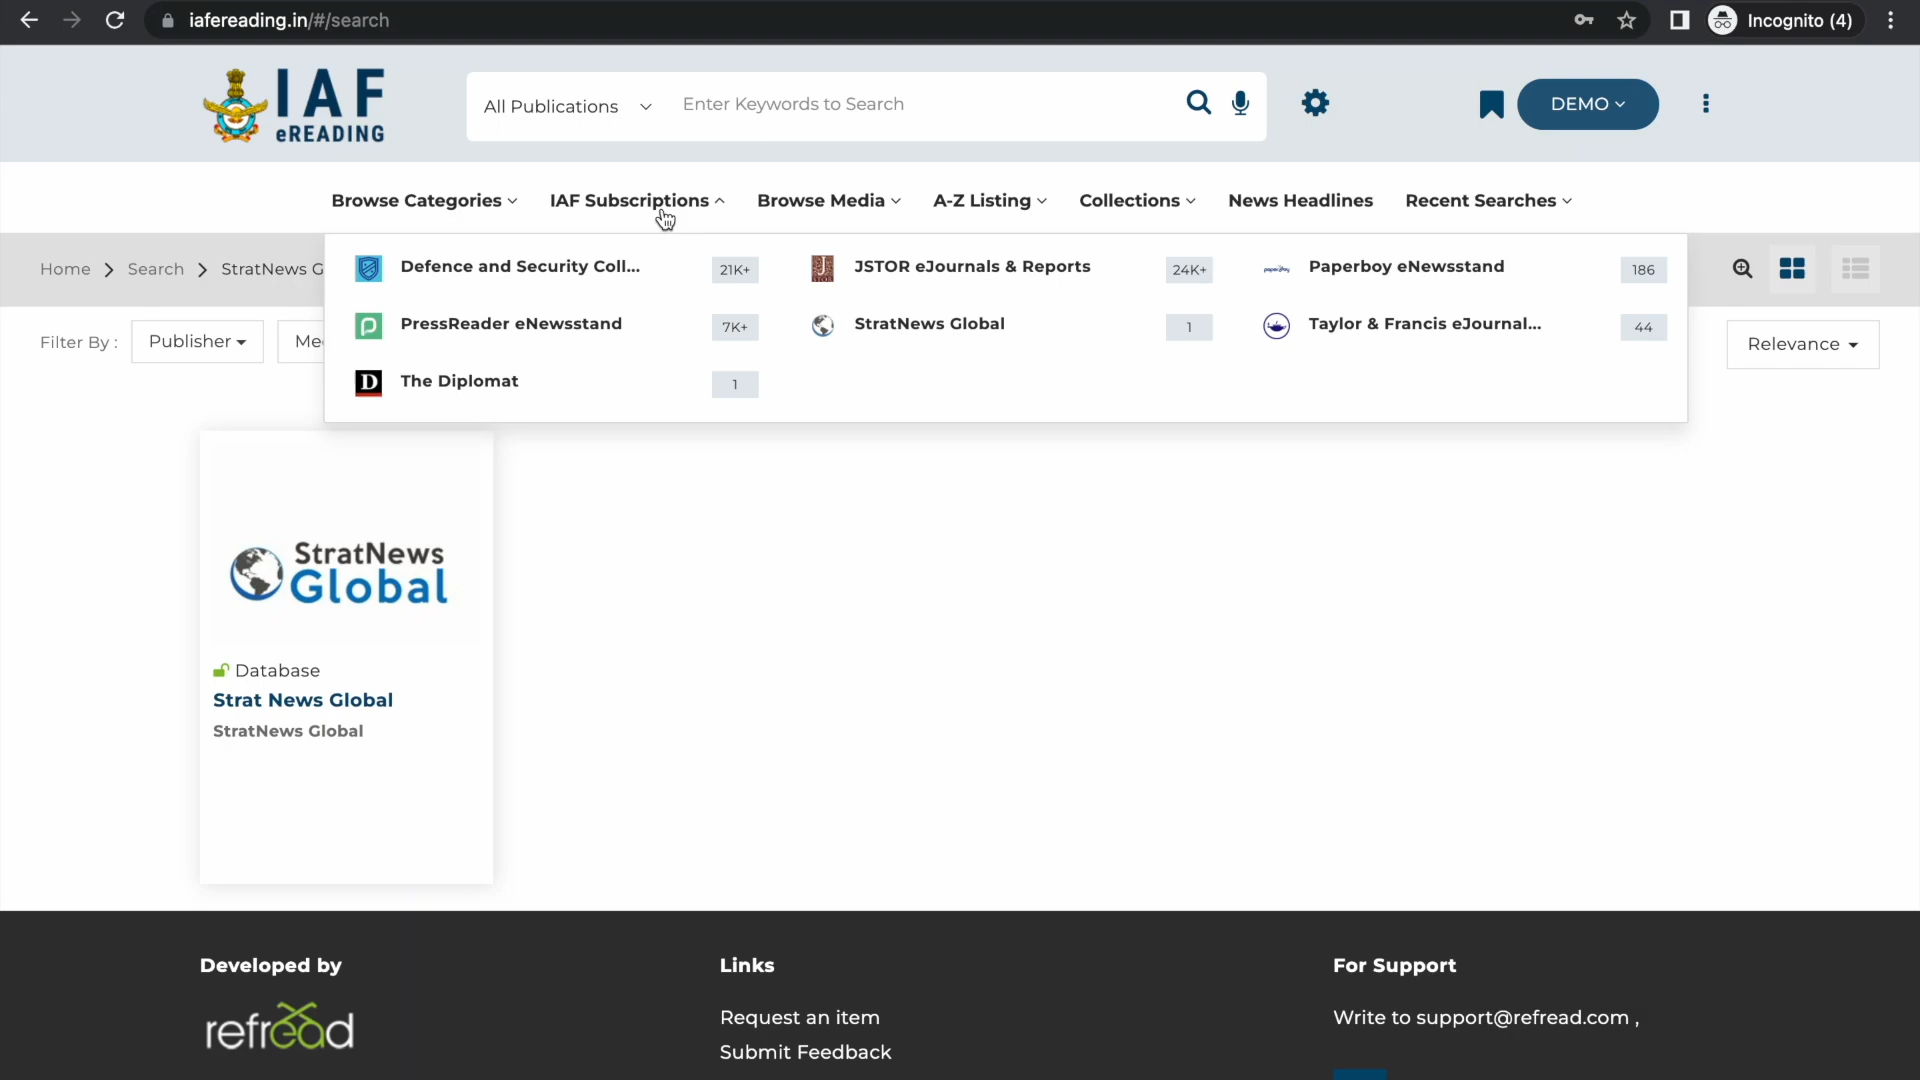 iafereading.in/#/search
Incognito (4)
IAF
eREADING
All Publications
Enter Keywords to Search
DEMO
Browse Categories
IAF Subscriptions
Browse Media
A-Z Listing
Collections
News Headlines
Recent Searches
Home
Search
StratNews G
Defence and Security Coll...
21K+
JSTOR eJournals & Reports
24K+
Paperboy eNewsstand
186
PressReader eNewsstand
7K+
StratNews Global
1
Taylor & Francis eJournal...
44
The Diplomat
1
Filter By :
Publisher
Me
Relevance
StratNews
Global
Database
Strat News Global
StratNews Global
Developed by
refread
Links
Request an item
Submit Feedback
For Support
Write to support@refread.com ,